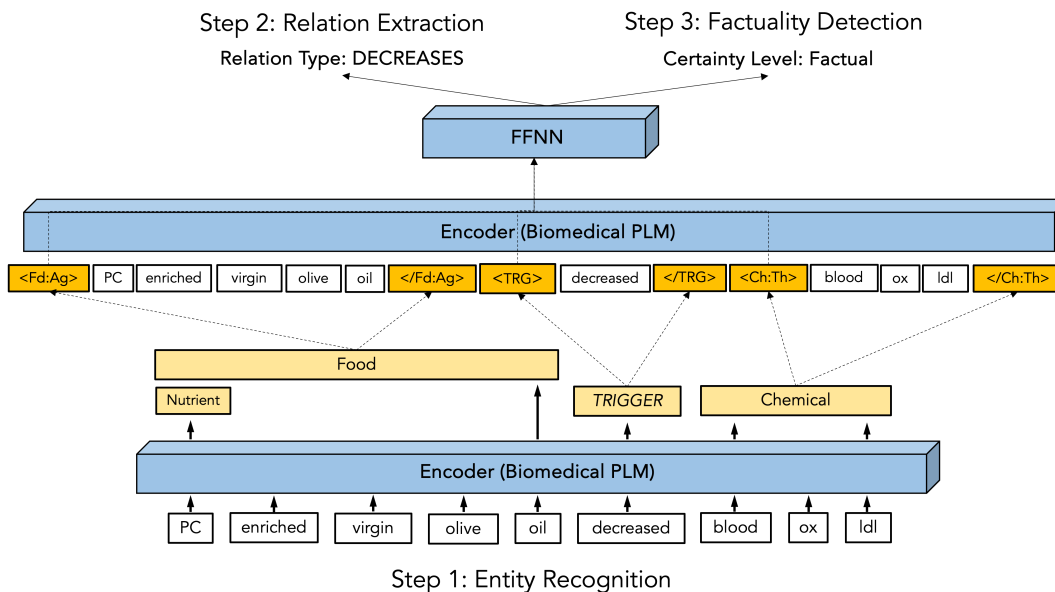 Step 2: Relation Extraction
Step 3: Factuality Detection
Relation Type: DECREASES
Certainty Level: Factual
FFNN
Encoder (Biomedical PLM)
<Fd:Ag> PC enriched virgin olive oil </Fd:Ag> <TRG> decreased </TRG> <Ch:Th> blood ox ldl </Ch:Th>
Food
Nutrient
TRIGGER
Chemical
Encoder (Biomedical PLM)
PC enriched virgin olive oil decreased blood ox ldl
Step 1: Entity Recognition